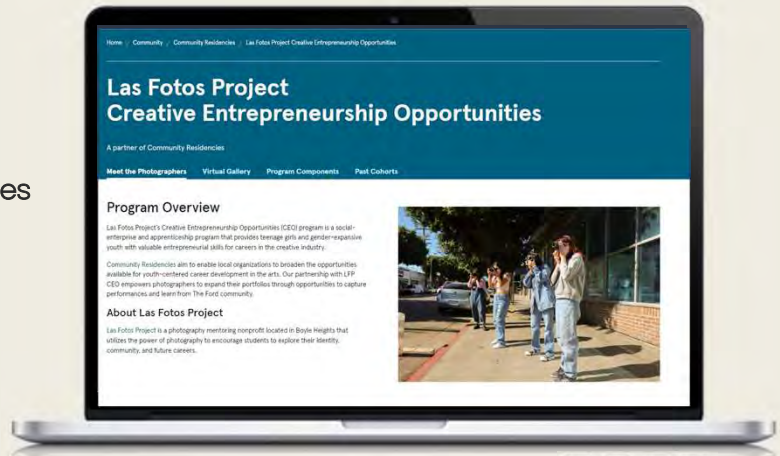 es
Home / Community / Community Residencies / Las Fotos Project Creative Entrepreneurship Opportunities
Las Fotos Project
Creative Entrepreneurship Opportunities
A partner of Community Residencies
Meet the Photographers Virtual Gallery Program Components Past Cohorts
Program Overview
Las Fotos Project's Creative Entrepreneurship Opportunities (CEO) program is a social-
enterprise and apprenticeship program that provides teenage girls and gender-expansive
youth with valuable entrepreneurial skills for careers in the creative industry.
Community Residencies aim to enable local organizations to broaden the opportunities
available for youth-centered career development in the arts. Our partnership with LFP
CEO empowers photographers to expand their portfolios through opportunities to capture
performances and learn from The Ford community.
About Las Fotos Project
Las Fotos Project is a photography mentoring nonprofit located in Boyle Heights that
utilizes the power of photography to encourage students to explore their identity,
community, and future careers.